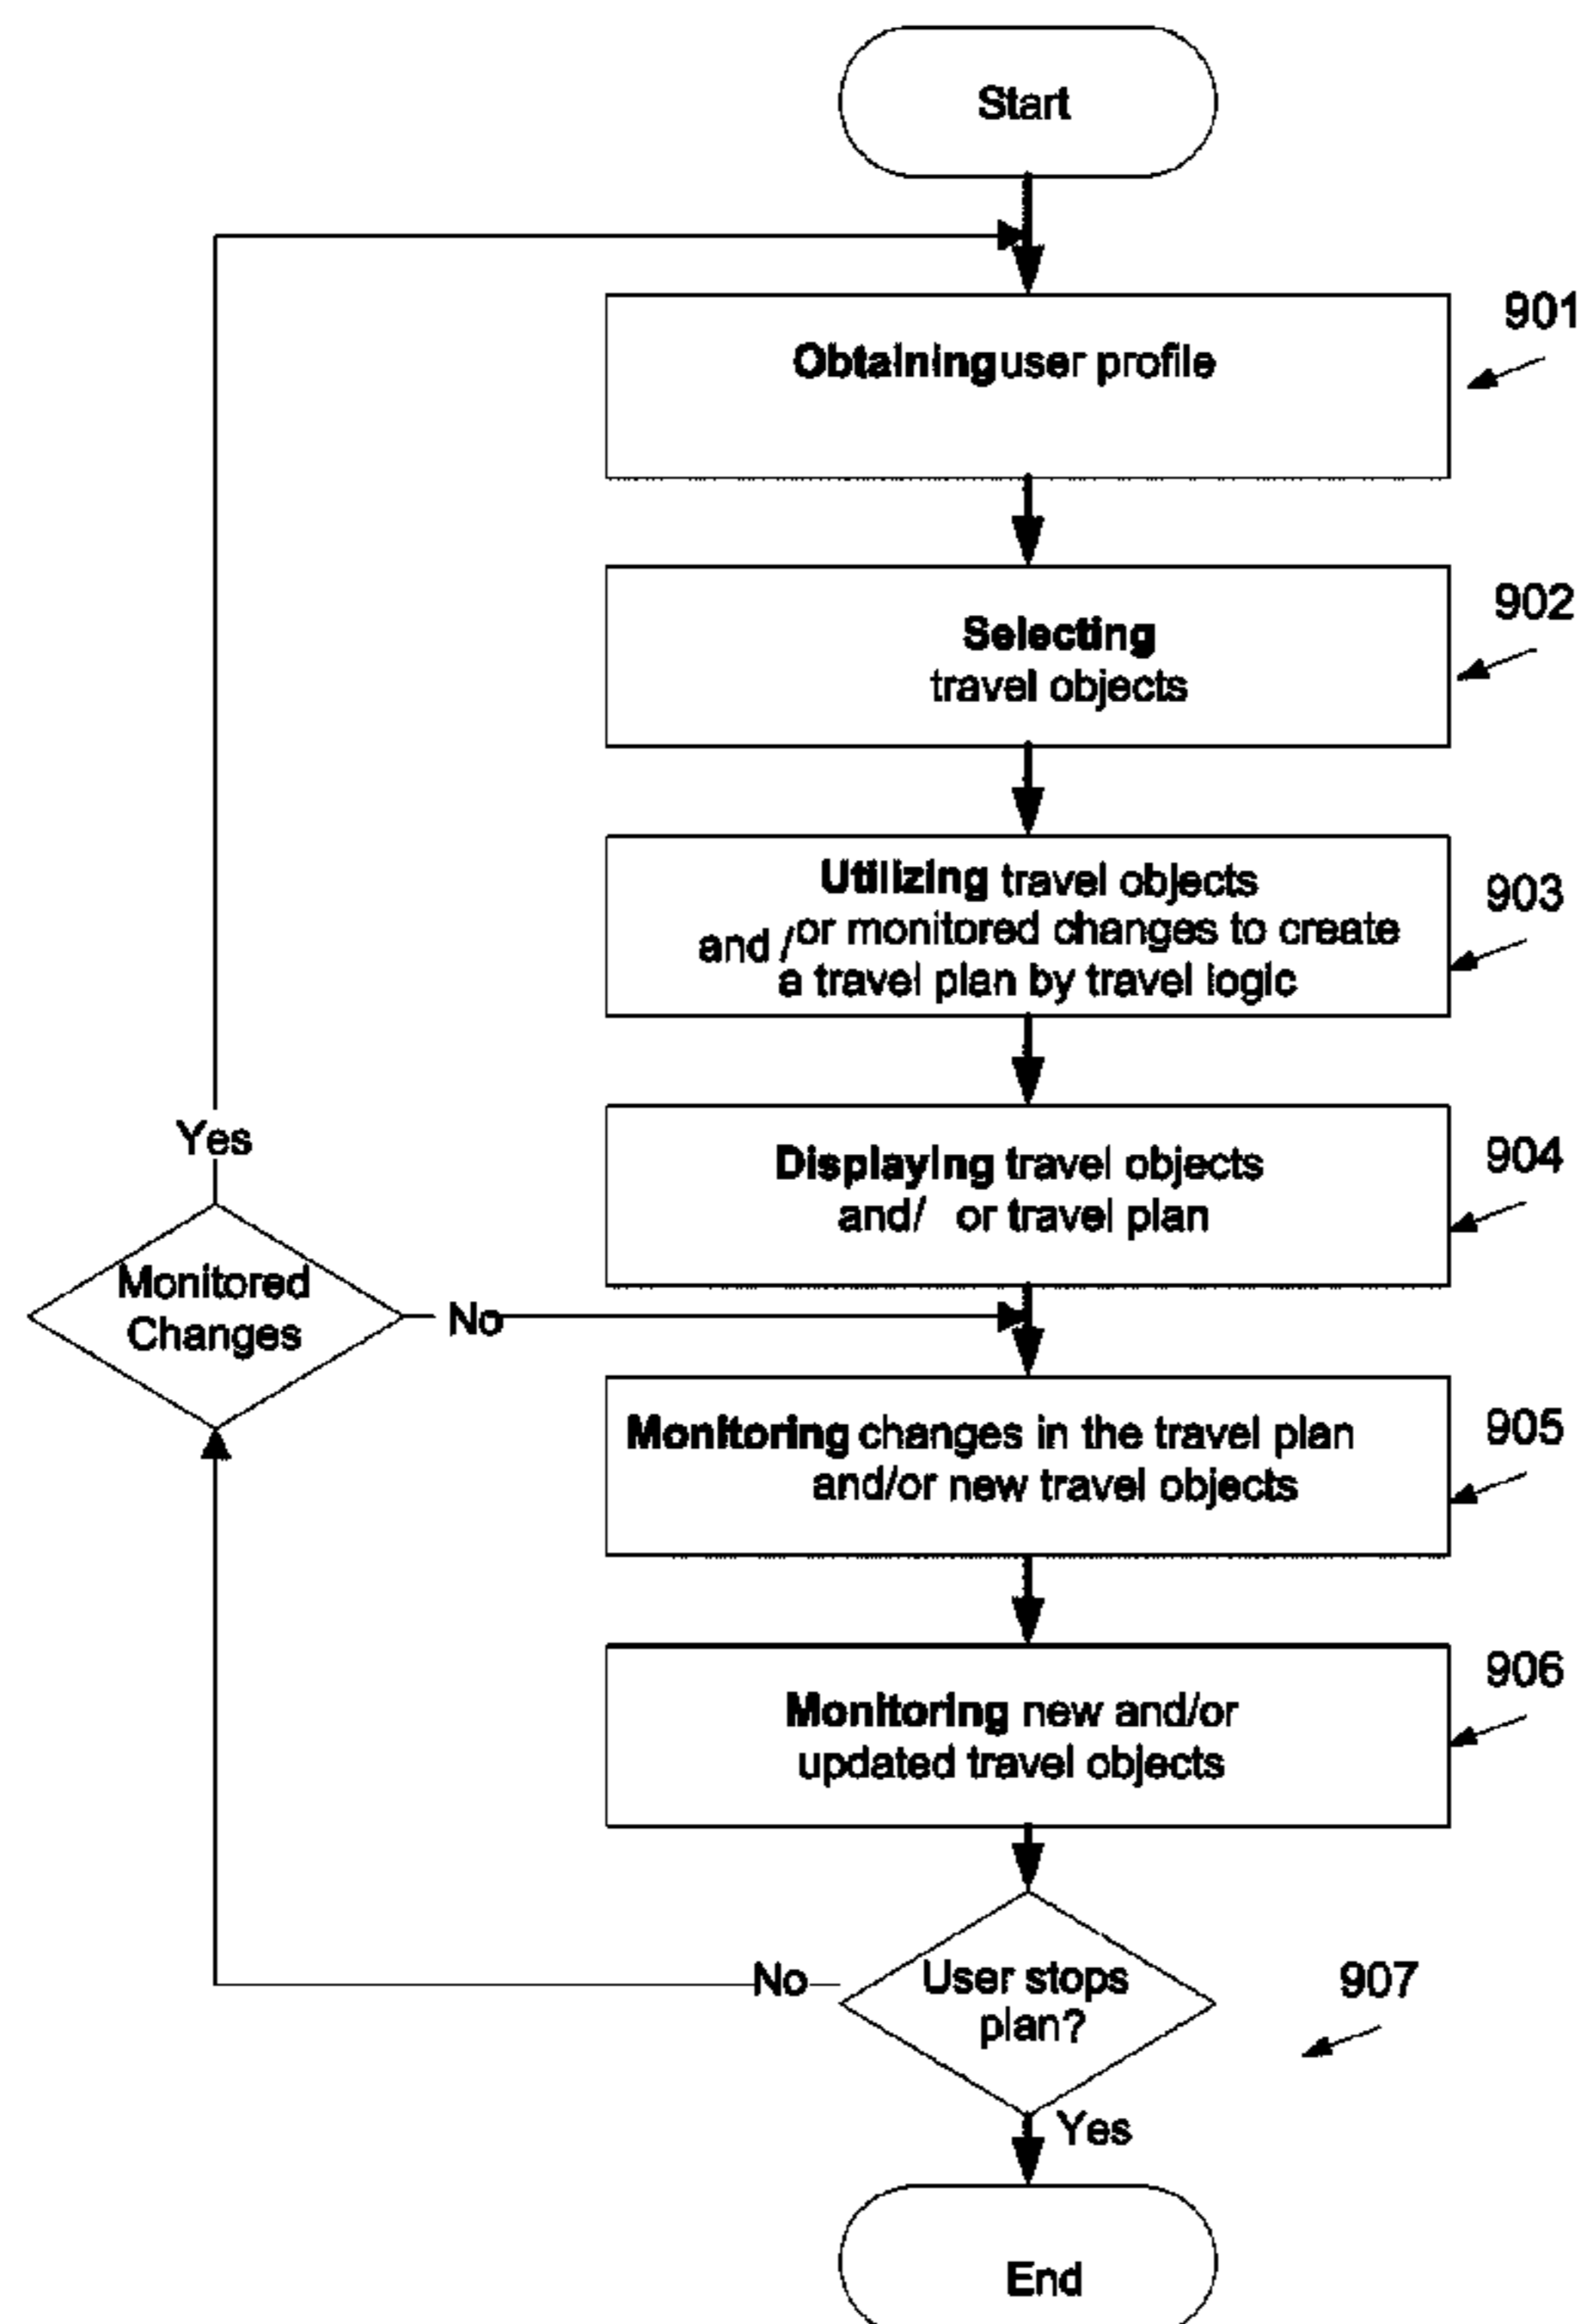 Start
901
Obtaining user profile
902
Selecting
travel objects
903
Utilizing travel objects
and / or monitored changes to create
a travel plan by travel logic
904
Displaying travel objects
and/ or travel plan
Yes
Monitored
Changes
No
905
Monitoring changes in the travel plan
and/or new travel objects
906
Monitoring new and/or
updated travel objects
No
User stops
plan?
907
Yes
End